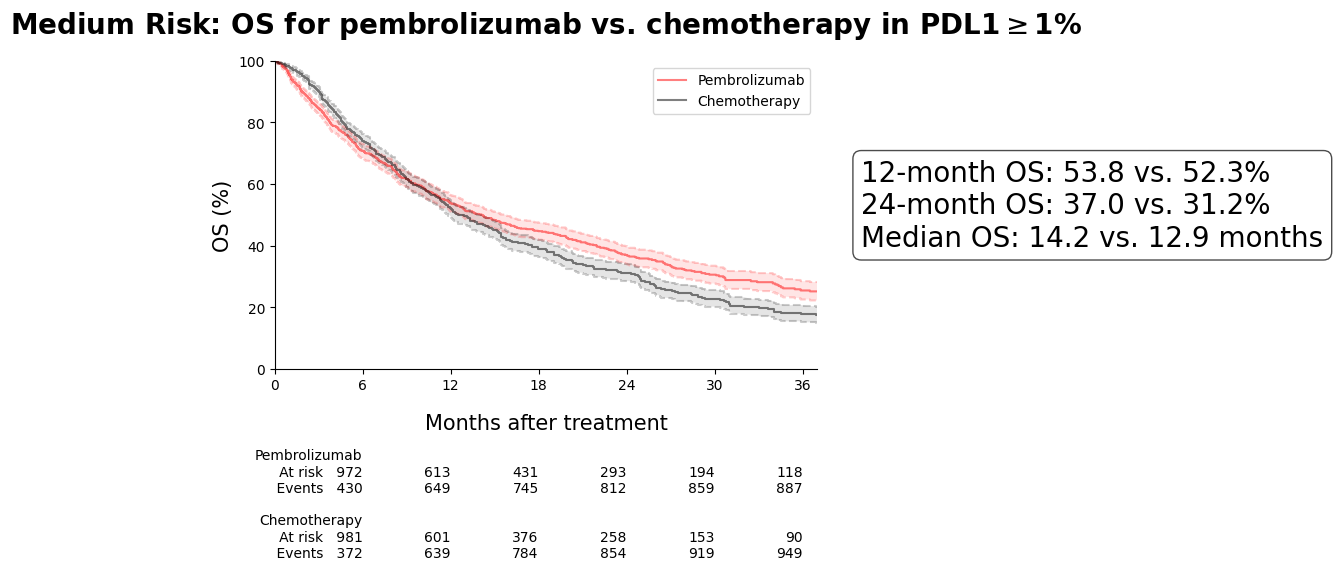 Medium Risk: OS for pembrolizumab vs. chemotherapy in PDL1 ≥ 1%
100
80
60
40
20
0
OS (%)
Pembrolizumab
Chemotherapy
12-month OS: 53.8 vs. 52.3%
24-month OS: 37.0 vs. 31.2%
Median OS: 14.2 vs. 12.9 months
0 6 12 18 24 30 36
Months after treatment
Pembrolizumab
At risk 972 613 431 293 194 118
Events 430 649 745 812 859 887
Chemotherapy
At risk 981 601 376 258 153 90
Events 372 639 784 854 919 949